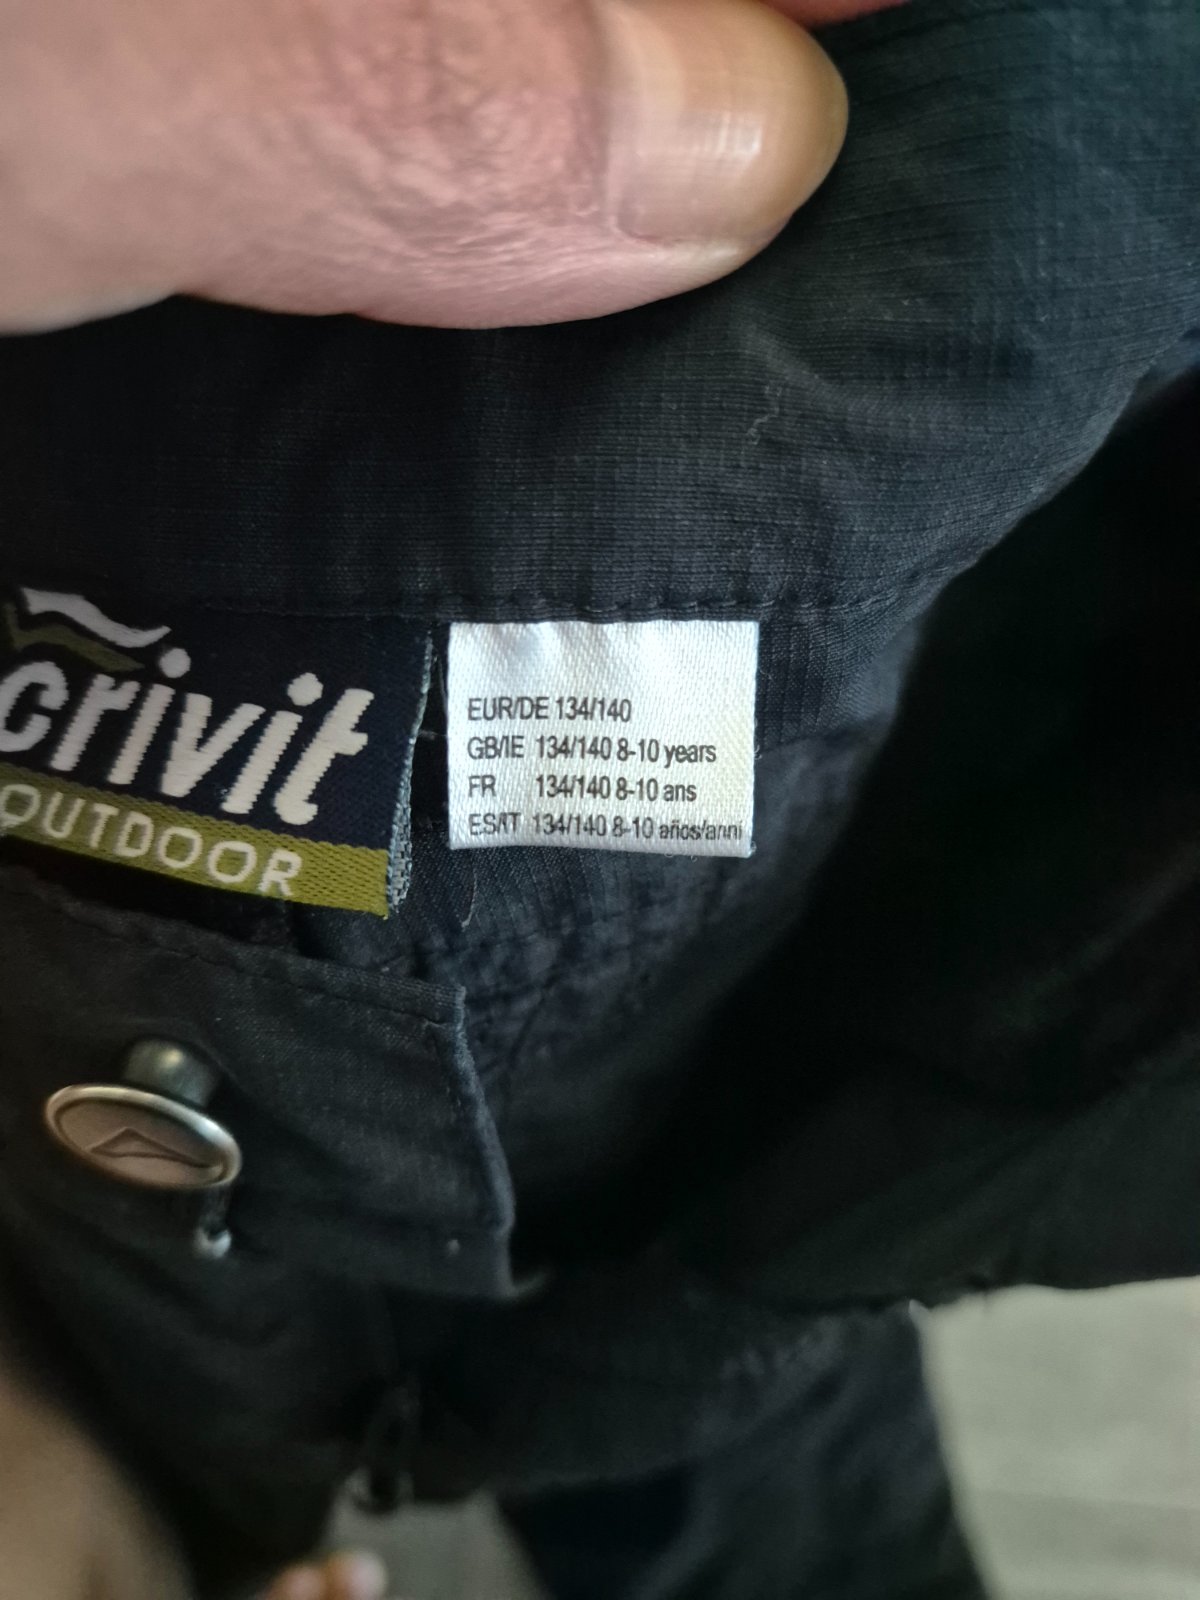 crivit
OUTDOOR
EUR/DE 134/140
GB/IE 134/140 8-10 years
FR 134/140 8-10 ans
ES/IT 134/140 8-10 años/anni